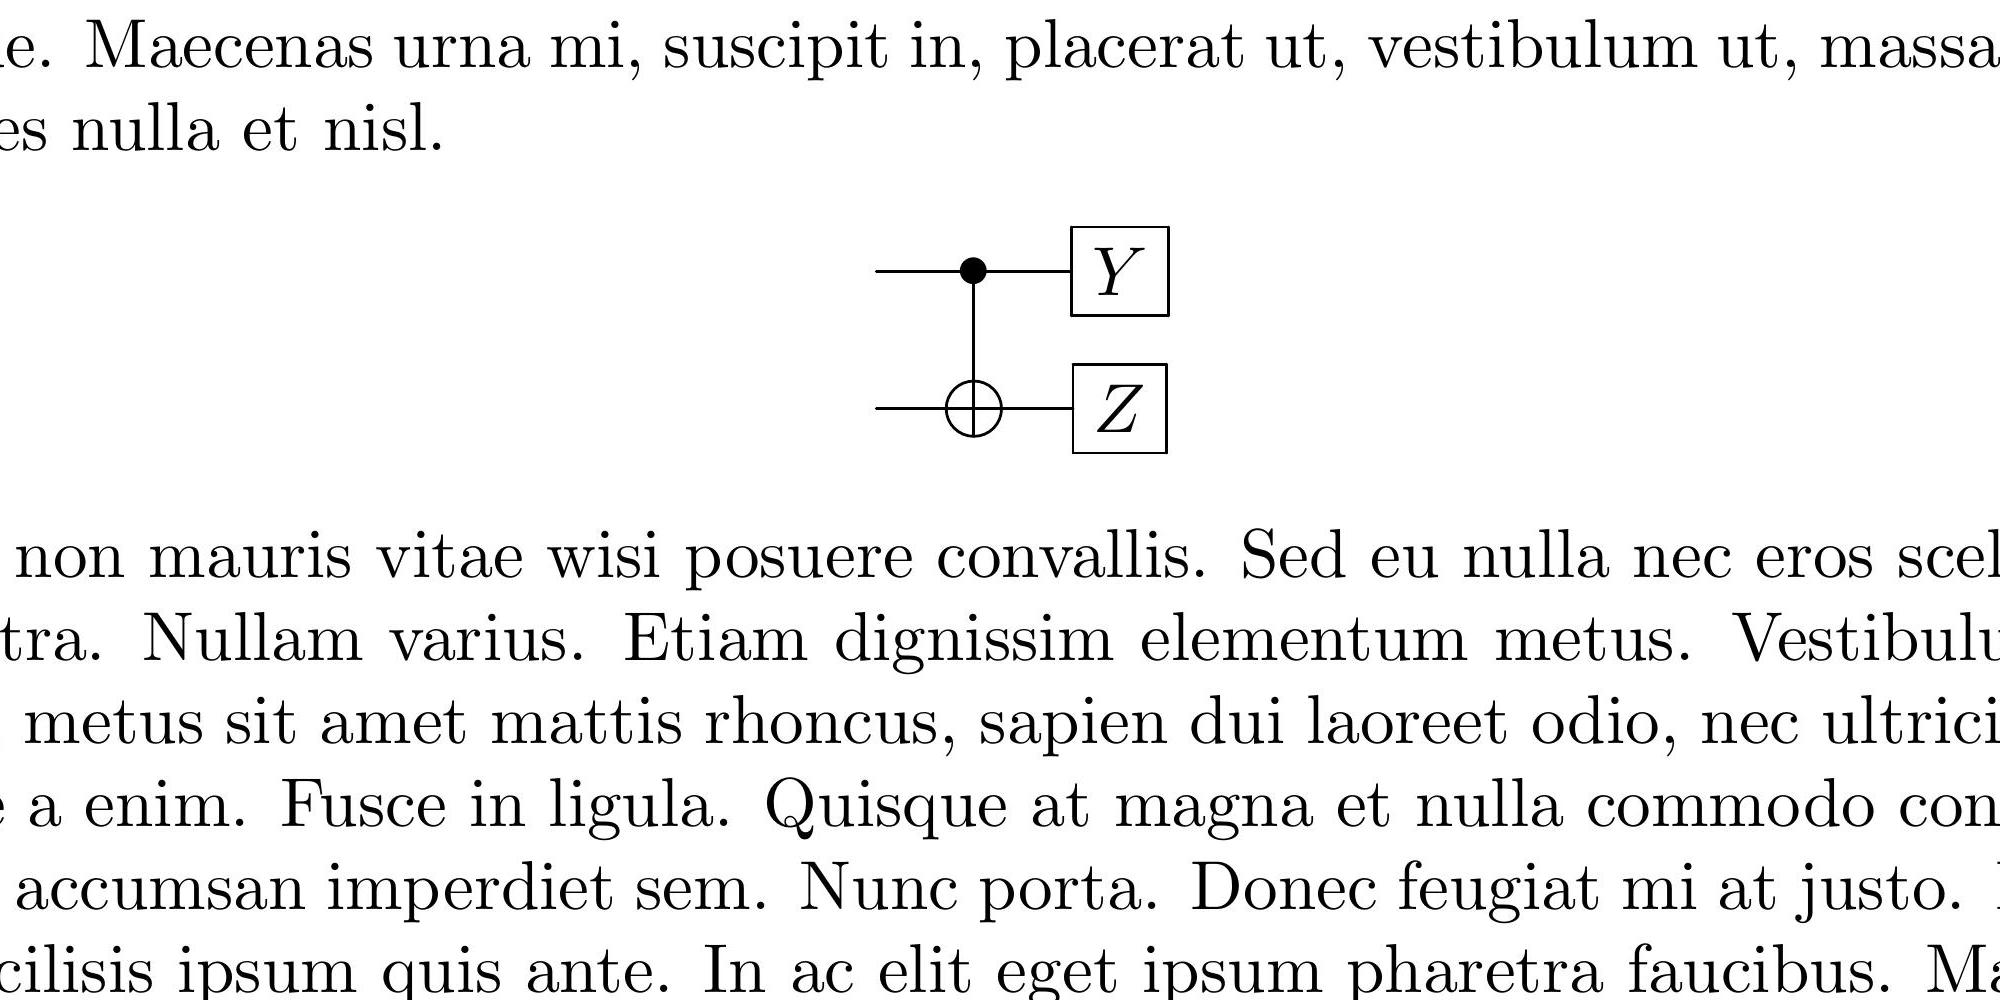 e. Maecenas urna mi, suscipit in, placerat ut, vestibulum ut, massa
es nulla et nisl.
Y
Z
non mauris vitae wisi posuere convallis. Sed eu nulla nec eros scel
tra. Nullam varius. Etiam dignissim elementum metus. Vestibulu
metus sit amet mattis rhoncus, sapien dui laoreet odio, nec ultrici
a enim. Fusce in ligula. Quisque at magna et nulla commodo con
accumsan imperdiet sem. Nunc porta. Donec feugiat mi at justo.
cilisis ipsum quis ante. In ac elit eget ipsum pharetra faucibus. Ma